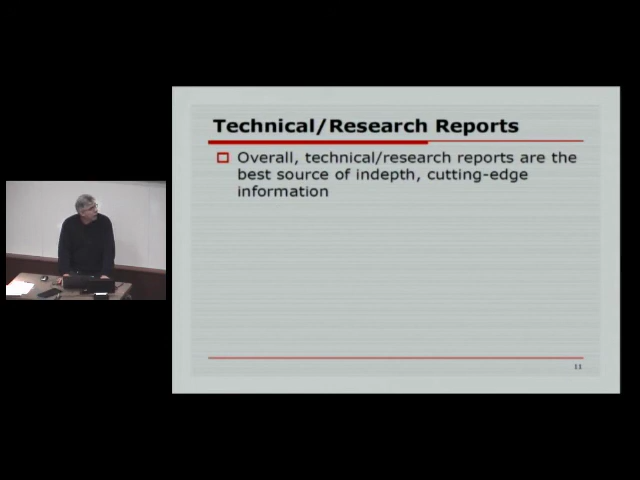 Technical/Research Reports
Overall, technical/research reports are the
best source of indepth, cutting-edge
information
11